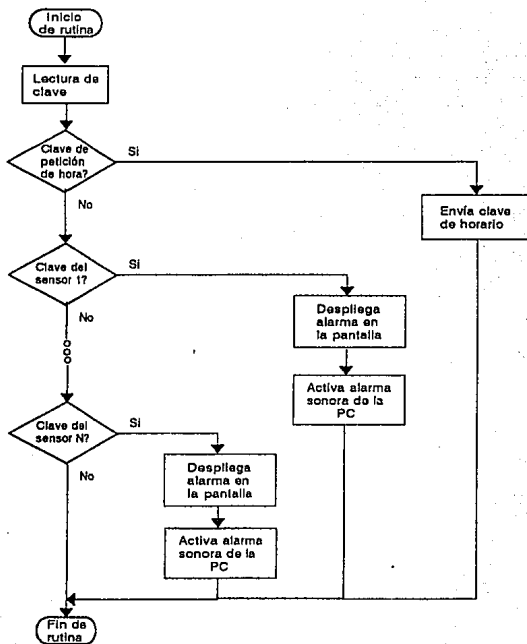 Inicio
de rutina
Lectura de
clave
Clave de
petición
de hora?
Si
No
Envía clave
de horario
Clave del
sensor 1?
Si
No
Despliega
alarma en
la pantalla
Activa alarma
sonora de la
PC
Clave del
sensor N?
Si
No
Despliega
alarma en
la pantalla
Activa alarma
sonora de la
PC
Fin de
rutina